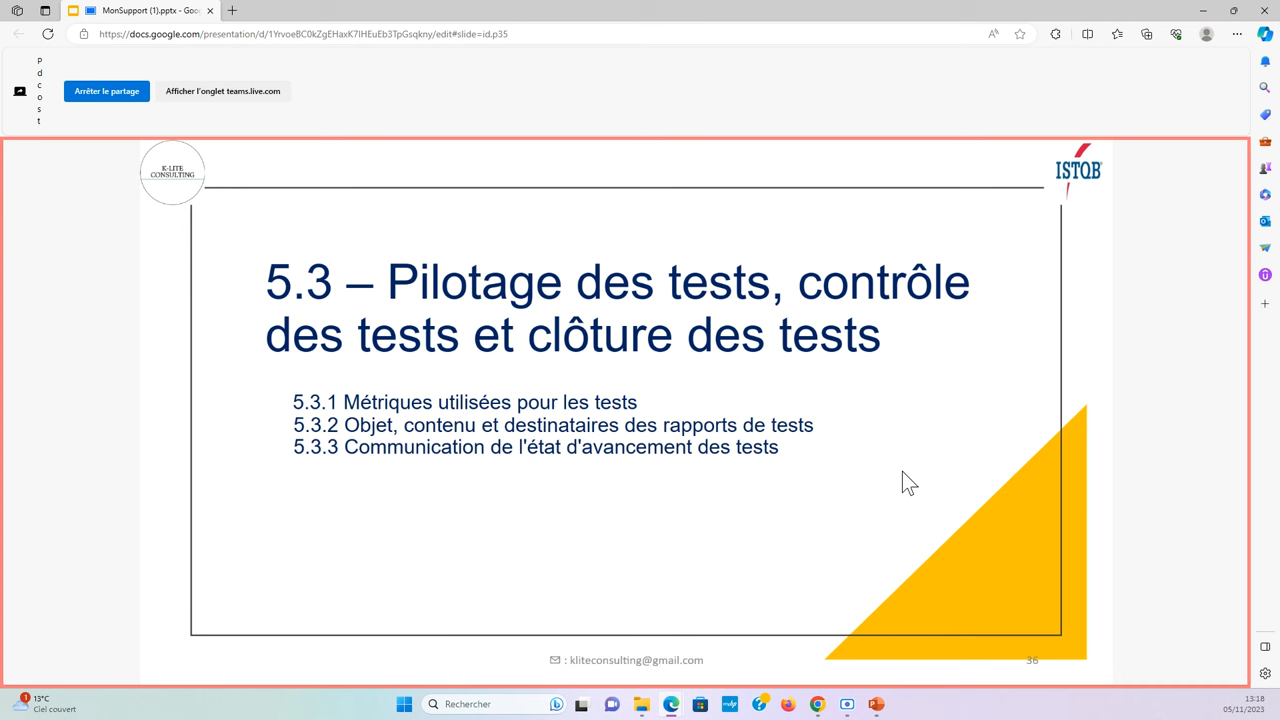 MonSupport (1).pptx - Goo
https://docs.google.com/presentation/d/1YrvoeBC0kZgEHaxK7IHEuEb3TpGsqkny/edit#slide=id.p35
P
d
c
o
s
t
Arrêter le partage
Afficher l'onglet teams.live.com
K-LITE
CONSULTING
ISTQB
5.3 – Pilotage des tests, contrôle
des tests et clôture des tests
5.3.1 Métriques utilisées pour les tests
5.3.2 Objet, contenu et destinataires des rapports de tests
5.3.3 Communication de l'état d'avancement des tests
: kliteconsulting@gmail.com
36
1
13°C
Ciel couvert
Rechercher
13:18
05/11/2023